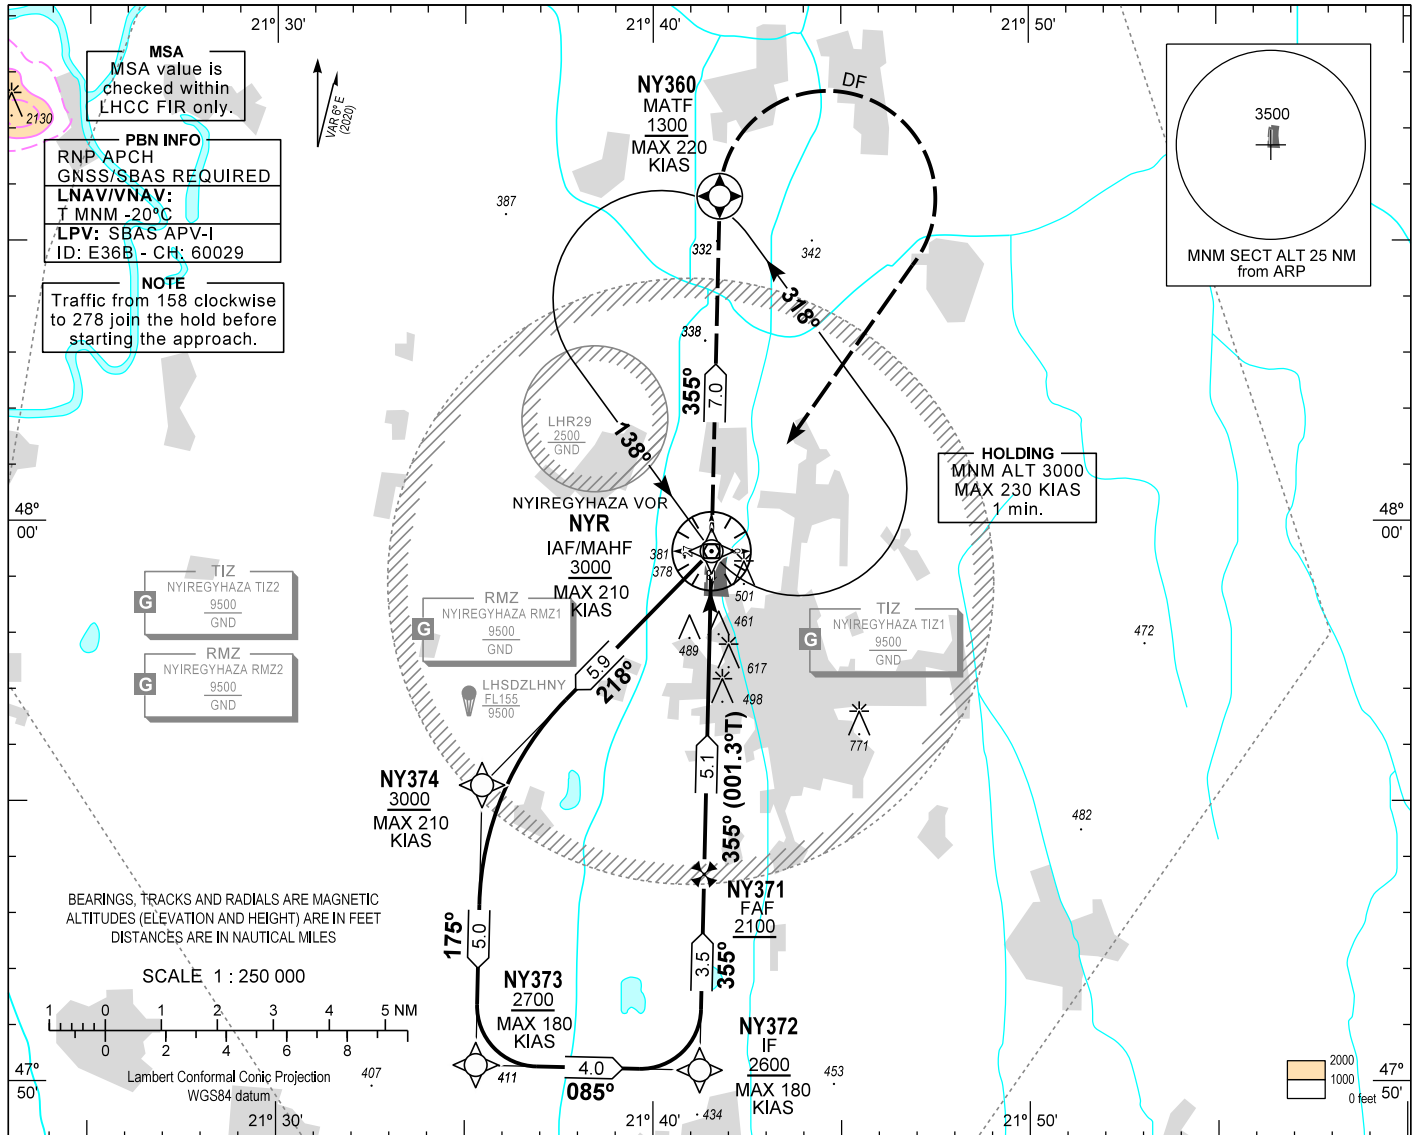 21° 30'
21° 40'
21° 50'
MSA
MSA value is
checked within
LHCC FIR only.
2130
VAR 6° E
(2020)
PBN INFO
RNP APCH
GNSS/SBAS REQUIRED
LNAV/VNAV:
T MNM -20°C
LPV: SBAS APV-I
ID: E36B - CH: 60029
NOTE
Traffic from 158 clockwise
to 278 join the hold before
starting the approach.
NY360
MATF
1300
MAX 220
KIAS
DF
3500
MNM SECT ALT 25 NM
from ARP
387
332
342
318°
338
355°
7.0
LHR29
2500
GND
138°
HOLDING
MNM ALT 3000
MAX 230 KIAS
1 min.
48°
00'
48°
00'
NYIREGYHAZA VOR
NYR
IAF/MAHF
3000
MAX 210
KIAS
381
378
501
461
489
617
498
771
472
482
TIZ
NYIREGYHAZA TIZ2
9500
GND
G
RMZ
NYIREGYHAZA RMZ2
9500
GND
G
RMZ
NYIREGYHAZA RMZ1
9500
GND
G
TIZ
NYIREGYHAZA TIZ1
9500
GND
G
5.9
218°
LHSDZLHNY
FL155
9500
5.1
355° (001.3°T)
NY374
3000
MAX 210
KIAS
NY371
FAF
2100
BEARINGS, TRACKS AND RADIALS ARE MAGNETIC
ALTITUDES (ELEVATION AND HEIGHT) ARE IN FEET
DISTANCES ARE IN NAUTICAL MILES
SCALE 1 : 250 000
1 0 1 2 3 4 5 NM
0 2 4 6 8
Lambert Conformal Conic Projection
WGS84 datum
175°
5.0
3.5
355°
NY373
2700
MAX 180
KIAS
NY372
IF
2600
MAX 180
KIAS
407
411
4.0
085°
434
453
2000
1000
0 feet
47°
50'
47°
50'
21° 30'
21° 40'
21° 50'